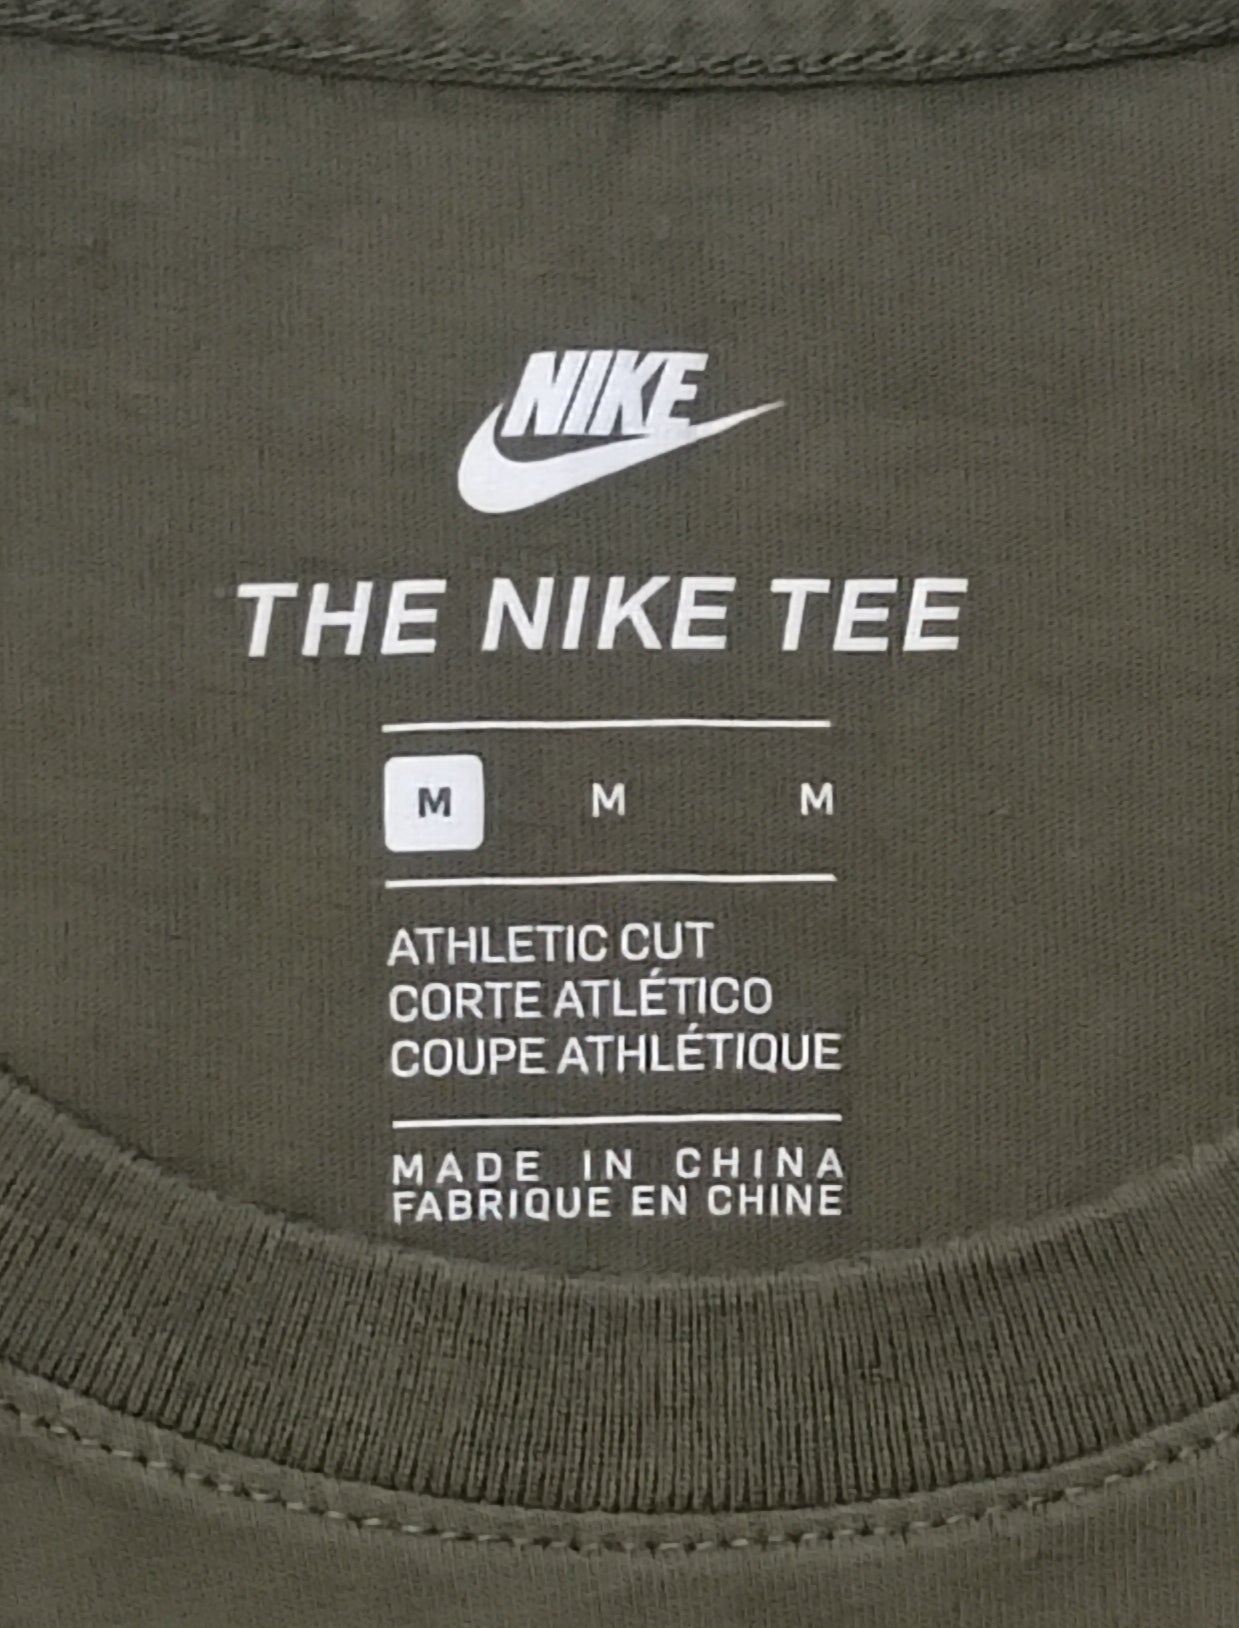 NIKE
THE NIKE TEE
M M M
ATHLETIC CUT
CORTE ATLÉTICO
COUPE ATHLÉTIQUE
MADE IN CHINA
FABRIQUE EN CHINE